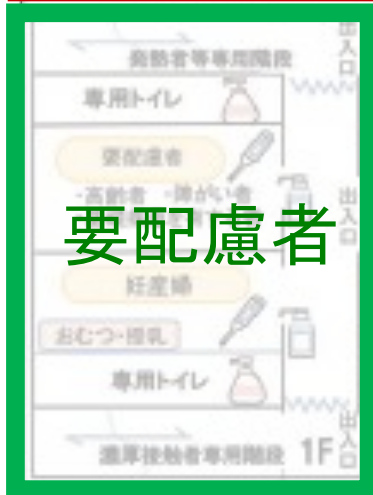 発熱者等専用階段
出入口
専用トイレ
要配慮者
・高齢者 ・障がい者
出入口
要配慮者
妊産婦
おむつ・授乳
専用トイレ
濃厚接触者専用階段
1F
出入口